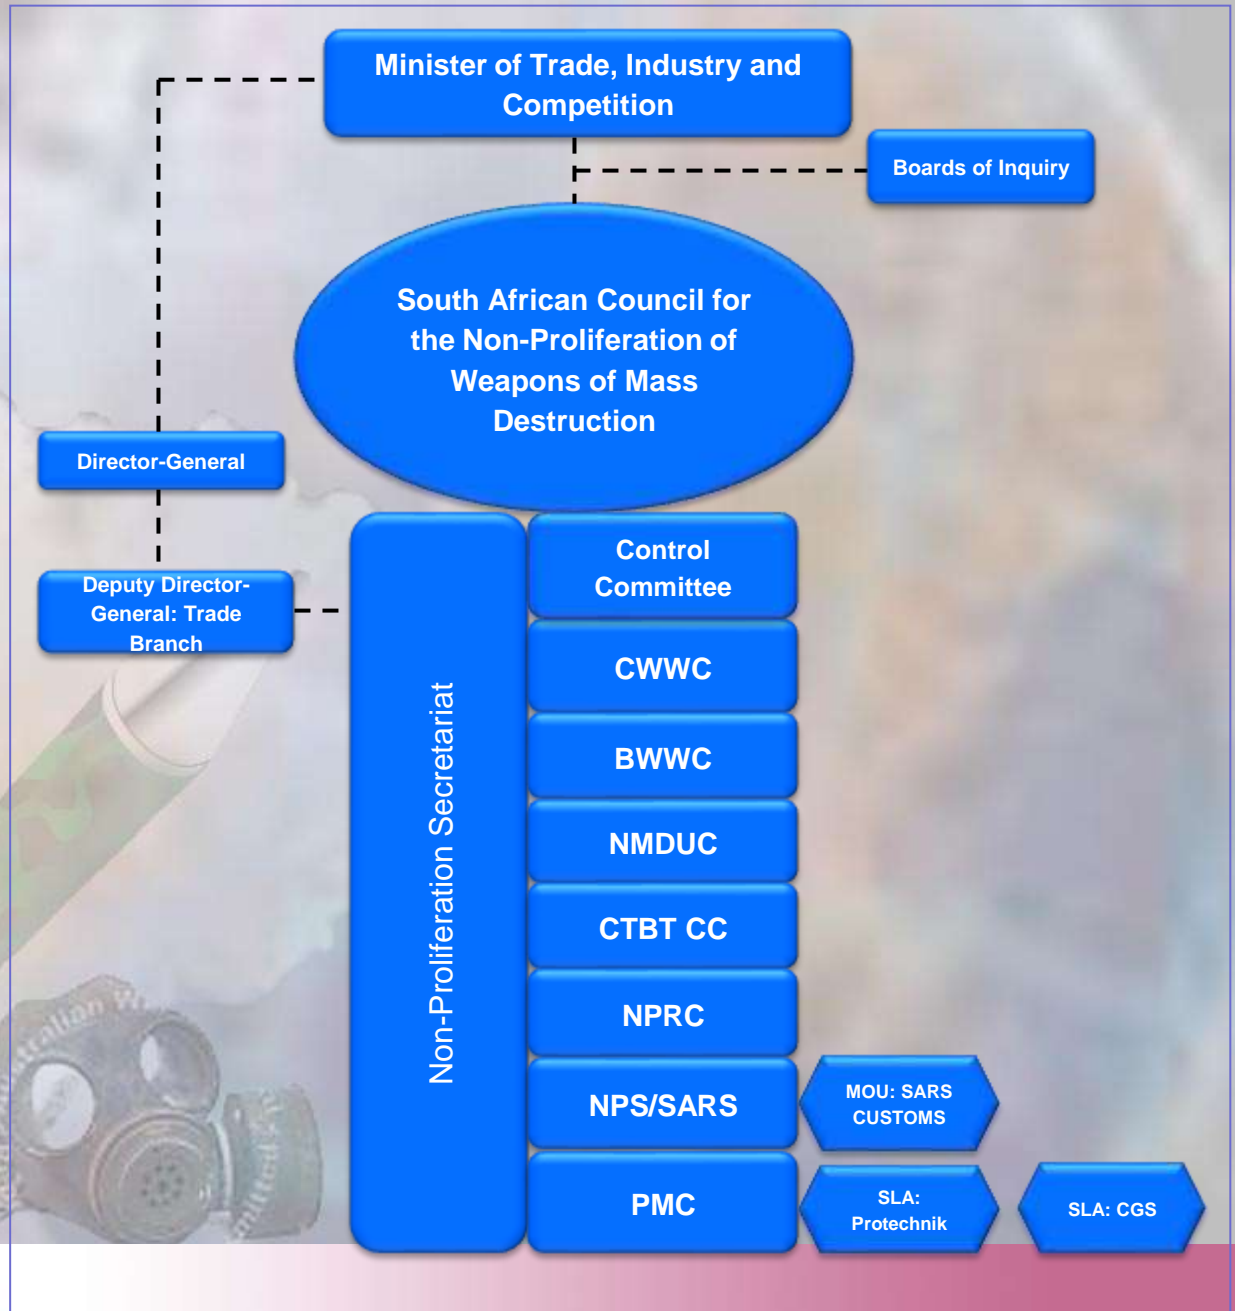 Minister of Trade, Industry and
Competition
Boards of Inquiry
South African Council for
the Non-Proliferation of
Weapons of Mass
Destruction
Director-General
Deputy Director-
General: Trade
Branch
Non-Proliferation Secretariat
Control
Committee
CWWC
BWWC
NMDUC
CTBT CC
NPRC
NPS/SARS
MOU: SARS
CUSTOMS
PMC
SLA:
Protechnik
SLA: CGS